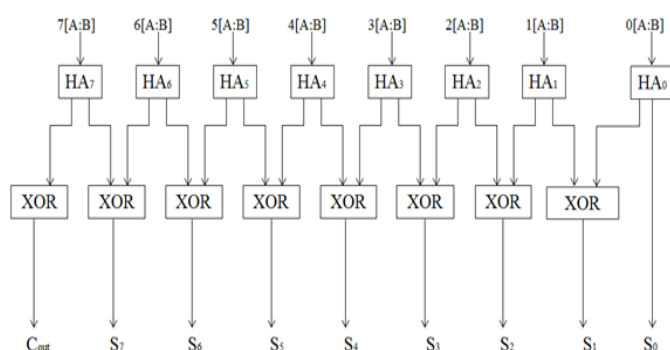 7[A:B] 6[A:B] 5[A:B] 4[A:B] 3[A:B] 2[A:B] 1[A:B] 0[A:B]
HA7 HA6 HA5 HA4 HA3 HA2 HA1 HA0
XOR XOR XOR XOR XOR XOR XOR XOR
Cout S7 S6 S5 S4 S3 S2 S1 S0